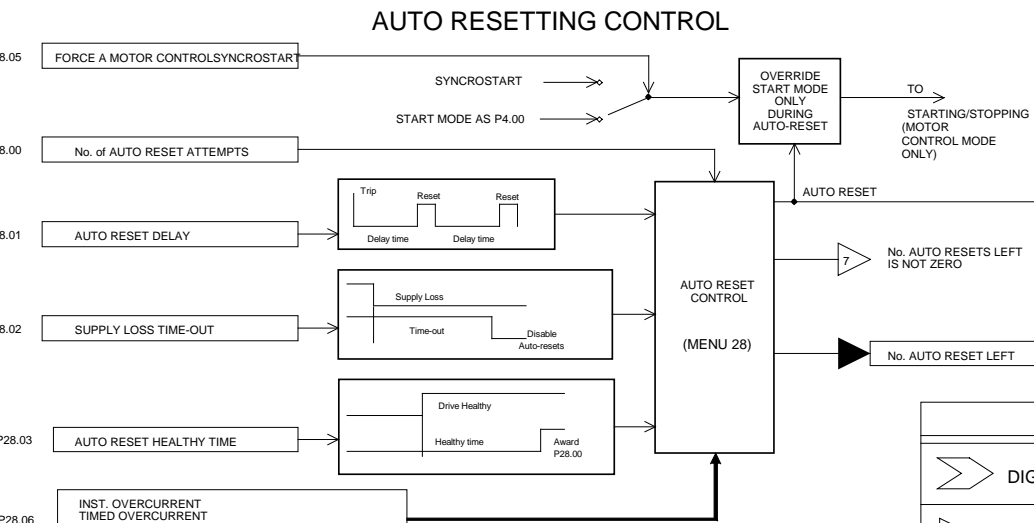 AUTO RESETTING CONTROL
8.05
FORCE A MOTOR CONTROLSYNCROSTART
SYNCROSTART
START MODE AS P4.00
OVERRIDE
START MODE
ONLY
DURING
AUTO-RESET
TO
STARTING/STOPPING
(MOTOR
CONTROL MODE
ONLY)
8.00
No. of AUTO RESET ATTEMPTS
AUTO RESET
8.01
AUTO RESET DELAY
Trip
Reset
Reset
Delay time
Delay time
7
No. AUTO RESETS LEFT
IS NOT ZERO
AUTO RESET
CONTROL
(MENU 28)
8.02
SUPPLY LOSS TIME-OUT
Supply Loss
Time-out
Disable
Auto-resets
No. AUTO RESET LEFT
P28.03
AUTO RESET HEALTHY TIME
Drive Healthy
Healthy time
Award
P28.00
DIG
P28.06
INST. OVERCURRENT
TIMED OVERCURRENT